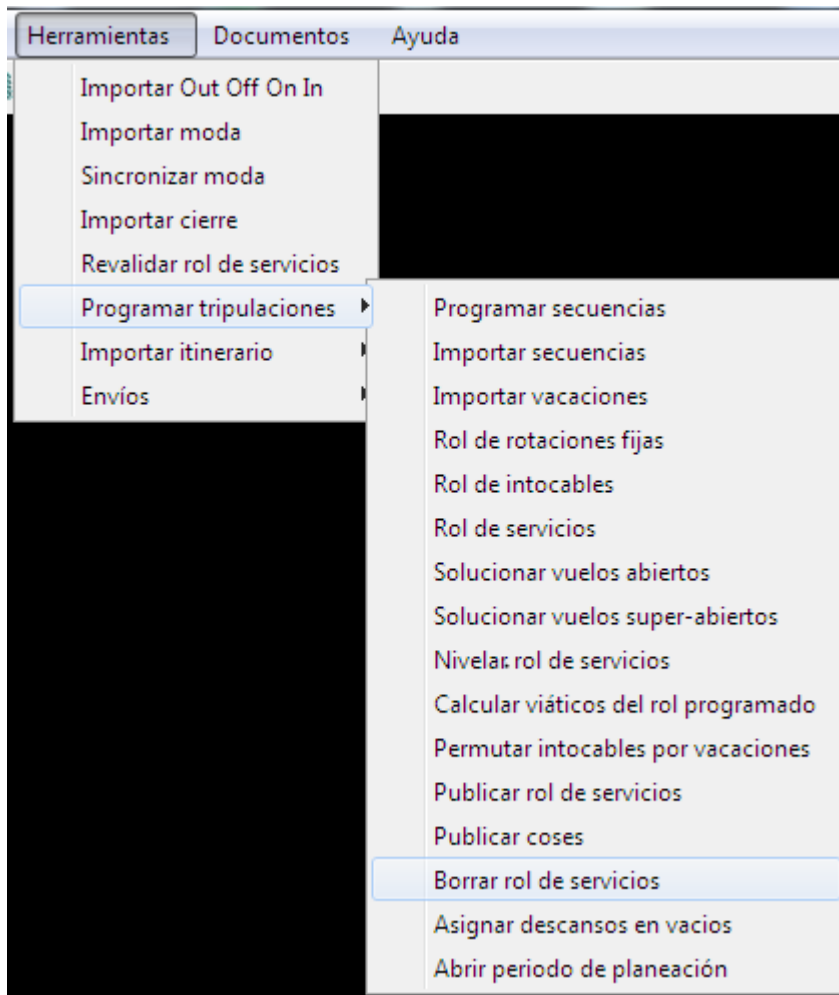 Herramientas Documentos Ayuda
Importar Out Off On In
Importar moda
Sincronizar moda
Importar cierre
Revalidar rol de servicios
Programar tripulaciones
Importar itinerario
Envíos
Programar secuencias
Importar secuencias
Importar vacaciones
Rol de rotaciones fijas
Rol de intocables
Rol de servicios
Solucionar vuelos abiertos
Solucionar vuelos super-abiertos
Nivelar rol de servicios
Calcular viáticos del rol programado
Permutar intocables por vacaciones
Publicar rol de servicios
Publicar coses
Borrar rol de servicios
Asignar descansos en vacios
Abrir periodo de planeación